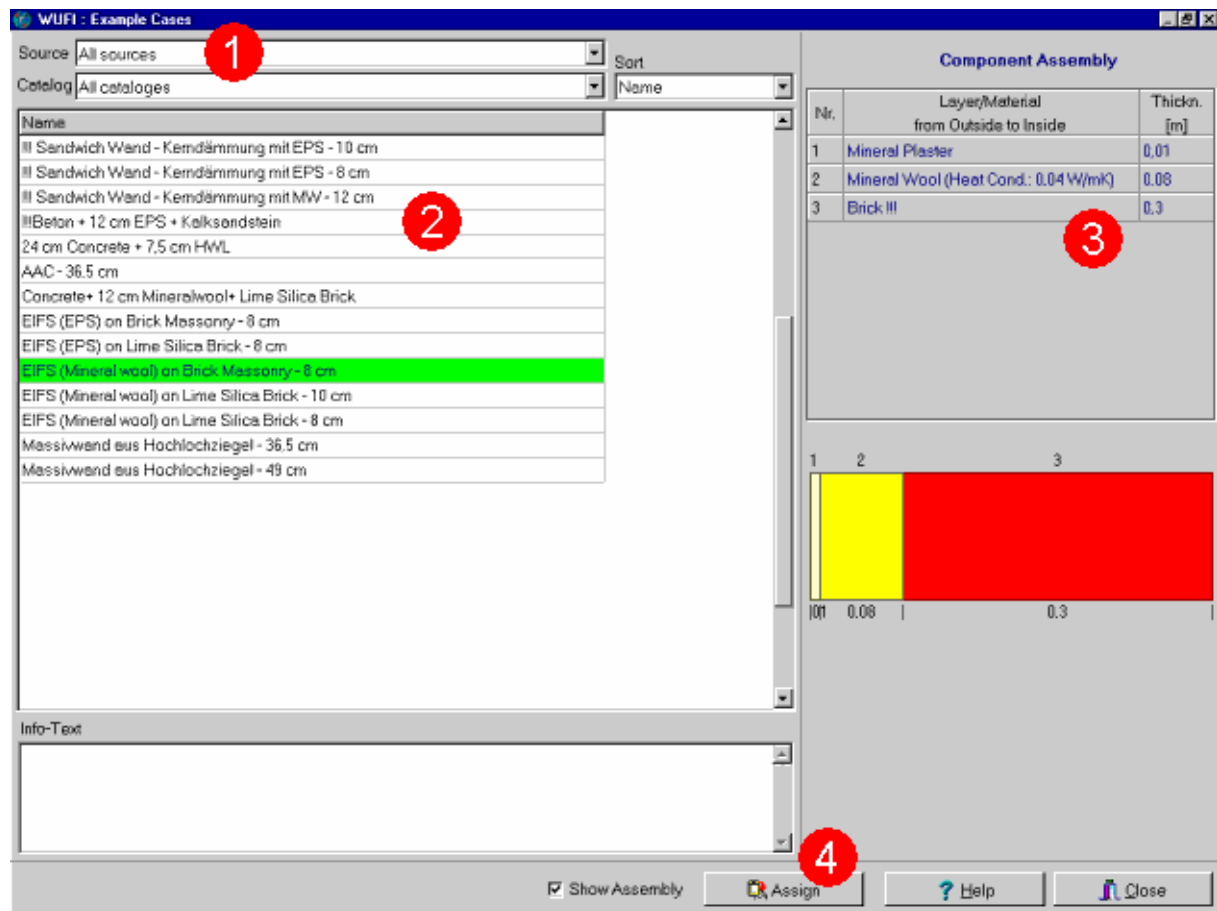 WUFI : Example Cases
Source All sources
1
Sort
Catalog All cataloges
Name
Name
!!! Sandwich Wand - Kerndämmung mit EPS - 10 cm
!!! Sandwich Wand - Kerndämmung mit EPS - 8 cm
!!! Sandwich Wand - Kerndämmung mit MW - 12 cm
!!!Beton + 12 cm EPS + Kalksandstein
2
24 cm Concrete + 7,5 cm HWL
AAC - 36.5 cm
Concrete+ 12 cm Mineralwool+ Lime Silica Brick
EIFS (EPS) on Brick Massonry - 8 cm
EIFS (EPS) on Lime Silica Brick - 8 cm
EIFS (Mineral wool) on Brick Massonry - 8 cm
EIFS (Mineral wool) on Lime Silica Brick - 10 cm
EIFS (Mineral wool) on Lime Silica Brick - 8 cm
Massivwand aus Hochlochziegel - 36,5 cm
Massivwand aus Hochlochziegel - 49 cm
Info-Text
Component Assembly
Nr. Layer/Material from Outside to Inside Thickn. [m]
1 Mineral Plaster 0,01
2 Mineral Wool (Heat Cond.: 0.04 W/mK) 0.08
3 Brick !!! 0.3
3
1 2 3
0.08 0.3
4
Show Assembly Assign Help Close